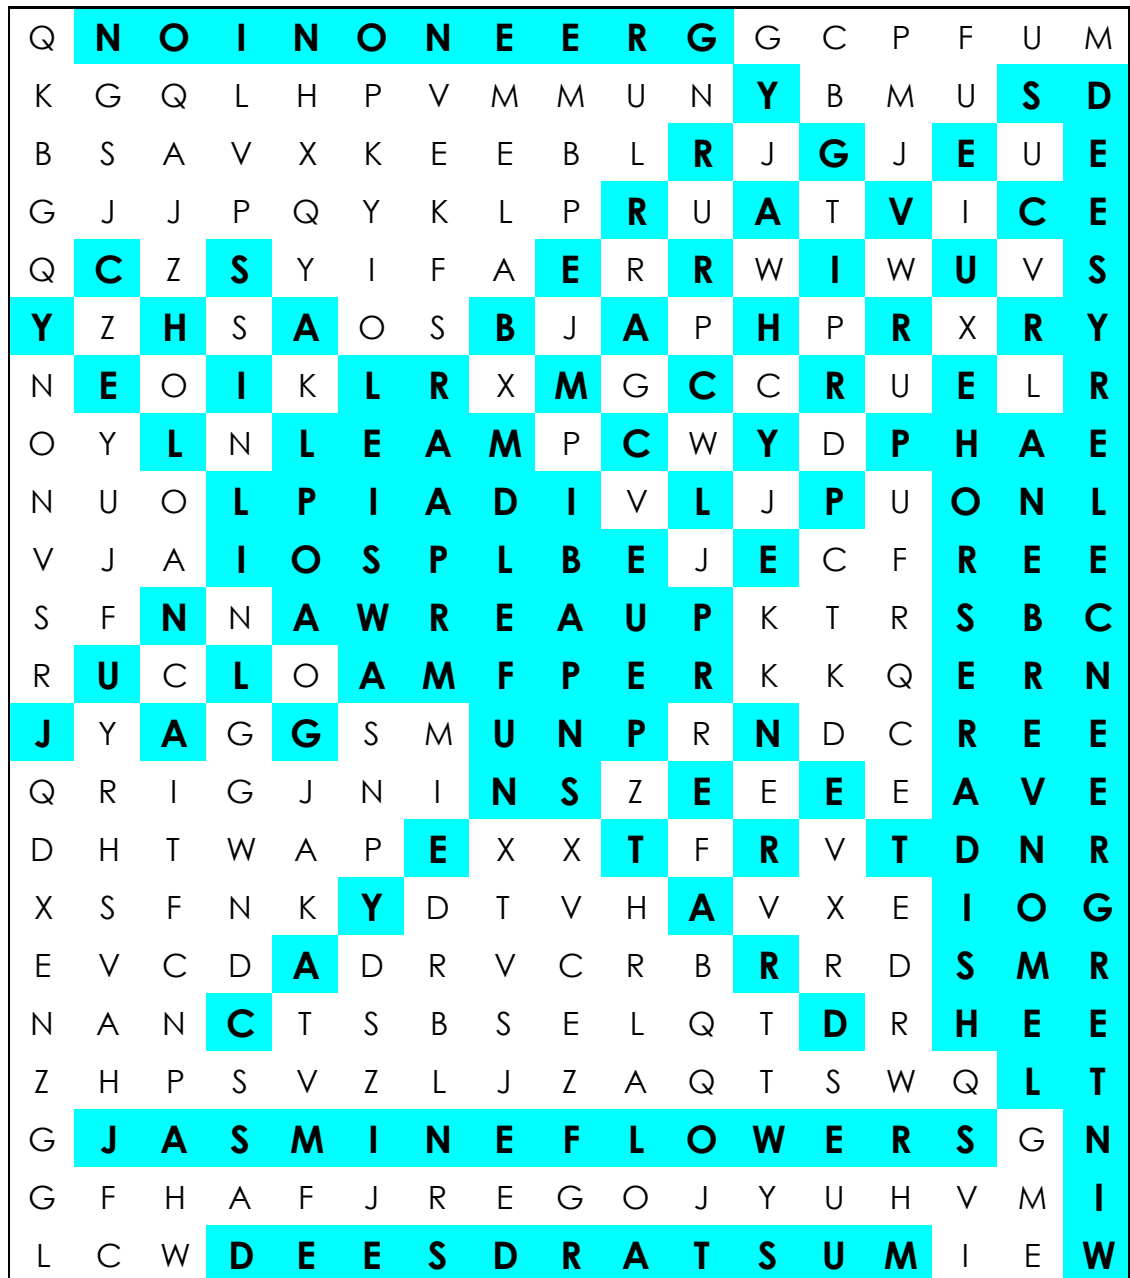 Q N O I N O N E E R G G C P F U M
K G Q L H P V M M U N Y B M U S D
B S A V X K E E B L R J G J E U E
G J J P Q Y K L P R U A T V I C E
Q C Z S Y I F A E R R W I W U V S
Y Z H S A O S B J A P H P R X R Y
N E O I K L R X M G C C R U E L R
O Y L N L E A M P C W Y D P H A E
N U O L P I A D I V L J P U O N L
V J A I O S P L B E J E C F R E E
S F N N A W R E A U P K T R S B C
R U C L O A M F P E R K K Q E R N
J Y A G G S M U N P R N D C R E E
Q R I G J N I N S Z E E E E A V E
D H T W A P E X X T F R V T D N R
X S F N K Y D T V H A V X E I O G
E V C D A D R V C R B R R D S M R
N A N C T S B S E L Q T D R H E E
Z H P S V Z L J Z A Q T S W Q L T
G J A S M I N E F L O W E R S G N
G F H A F J R E G O J Y U H V M I
L C W D E E S D R A T S U M I E W